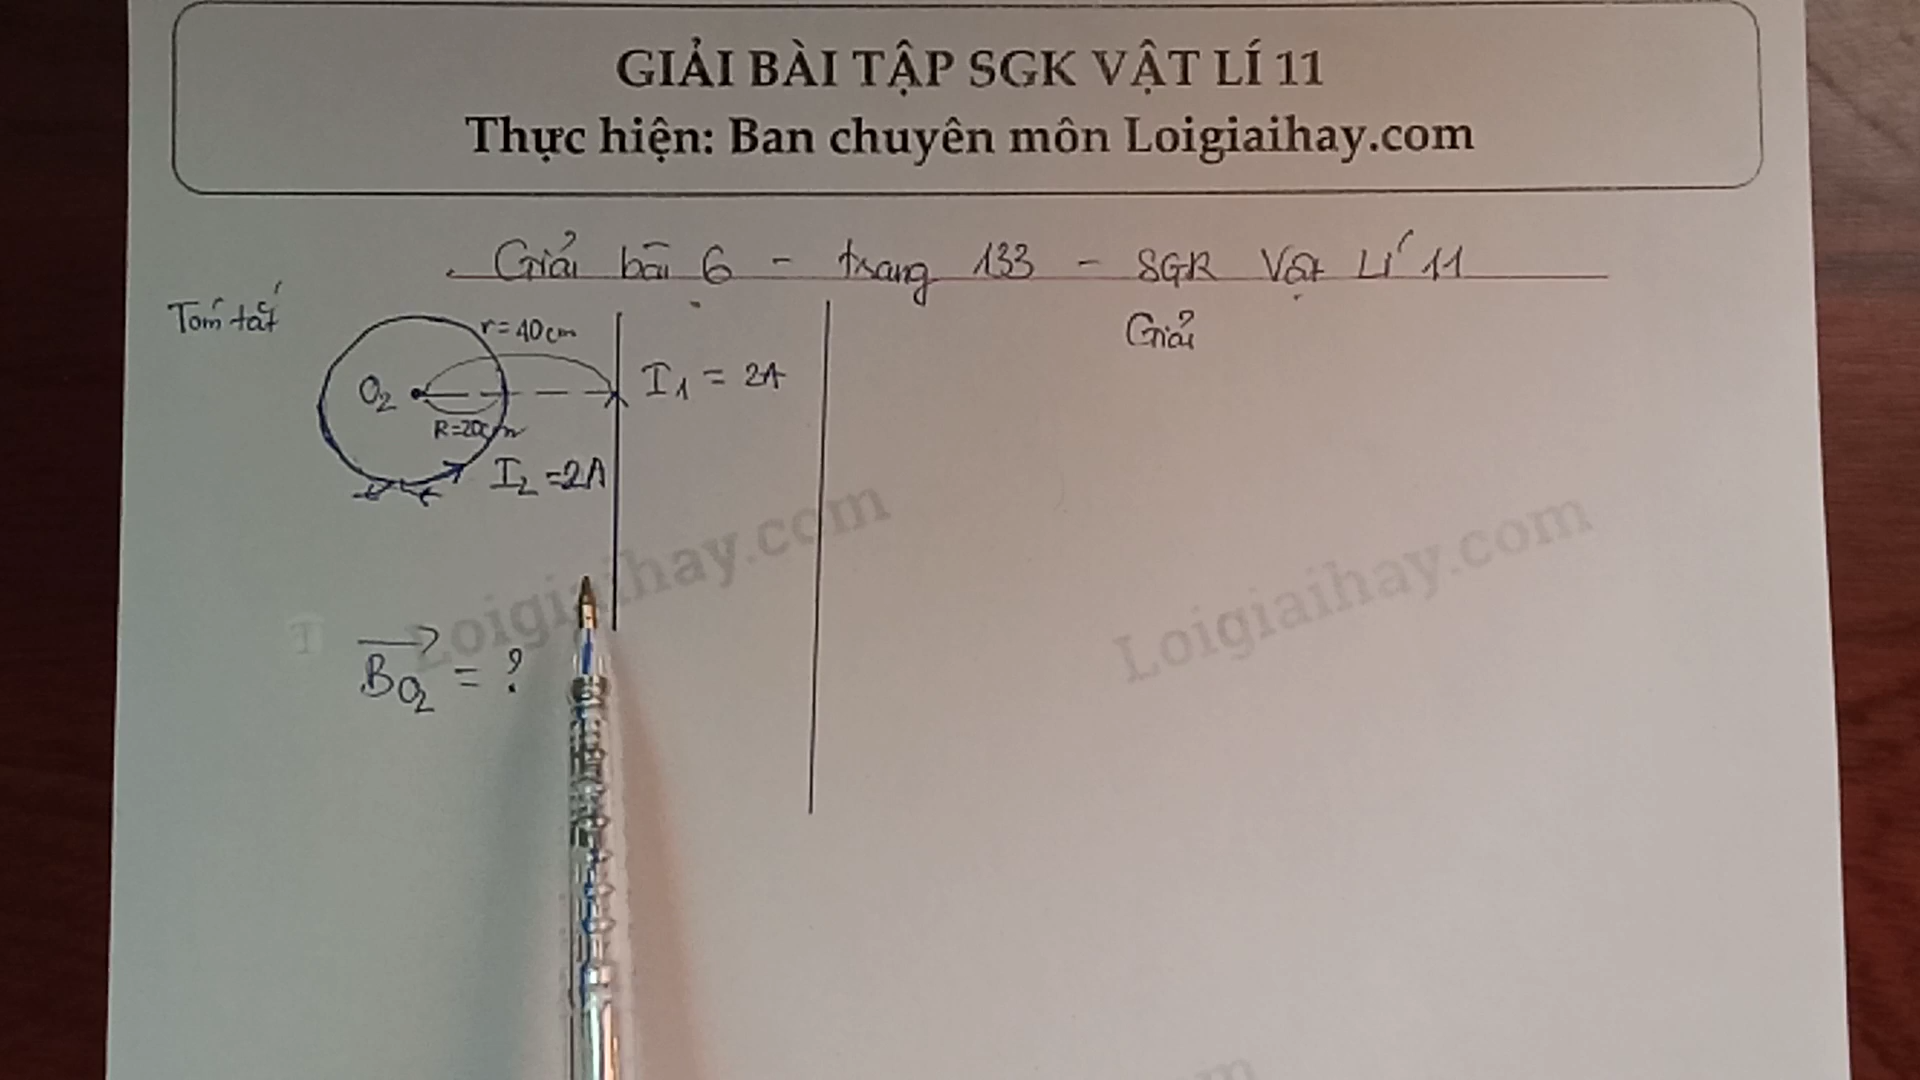 GIẢI BÀI TẬP SGK VẬT LÍ 11
Thực hiện: Ban chuyên môn Loigiaihay.com
Giải bài 6 - trang 133 - SGK Vật Lí 11
Tóm tắt
r = 40cm
Giải
O2
I1 = 2A
R=20cm
I2 = 2A
Loigiaihay.com
Loigiaihay.com
BO2 = ?